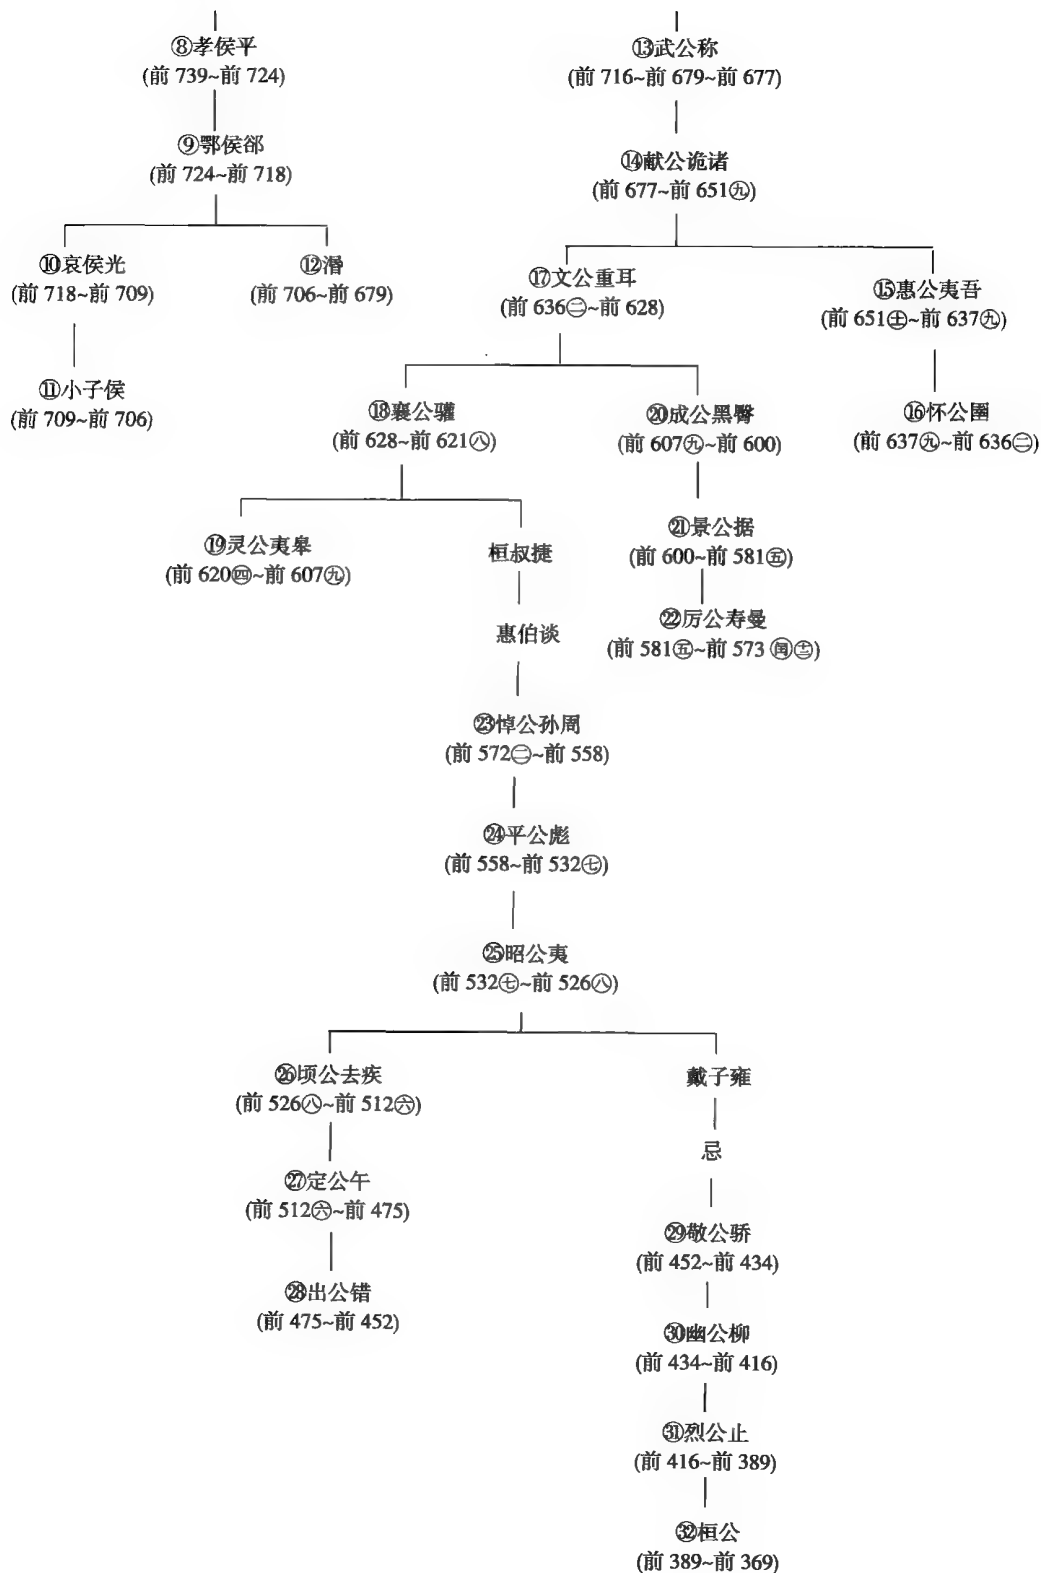 ⑧孝侯平
(前 739~前 724)
⑬武公称
(前 716~前 679~前 677)
⑨鄂侯郤
(前 724~前 718)
⑭献公诡诸
(前 677~前 651㊈)
⑩哀侯光
(前 718~前 709)
⑫湣
(前 706~前 679)
⑰文公重耳
(前 636㊁~前 628)
⑮惠公夷吾
(前 651~前 637㊈)
⑪小子侯
(前 709~前 706)
⑱襄公驩
(前 628~前 621㊇)
⑳成公黑臀
(前 607㊈~前 600)
⑯怀公圉
(前 637㊈~前 636㊁)
⑲灵公夷皋
(前 620㊃~前 607㊈)
桓叔捷
㉑景公据
(前 600~前 581㊄)
惠伯谈
㉒厉公寿曼
(前 581㊄~前 573 闰)
㉓悼公孙周
(前 572㊁~前 558)
㉔平公彪
(前 558~前 532㊆)
㉕昭公夷
(前 532㊆~前 526㊇)
㉖顷公去疾
(前 526㊇~前 512㊅)
戴子雍
忌
㉗定公午
(前 512㊅~前 475)
㉙敬公骄
(前 452~前 434)
㉘出公错
(前 475~前 452)
㉚幽公柳
(前 434~前 416)
㉛烈公止
(前 416~前 389)
㉜桓公
(前 389~前 369)